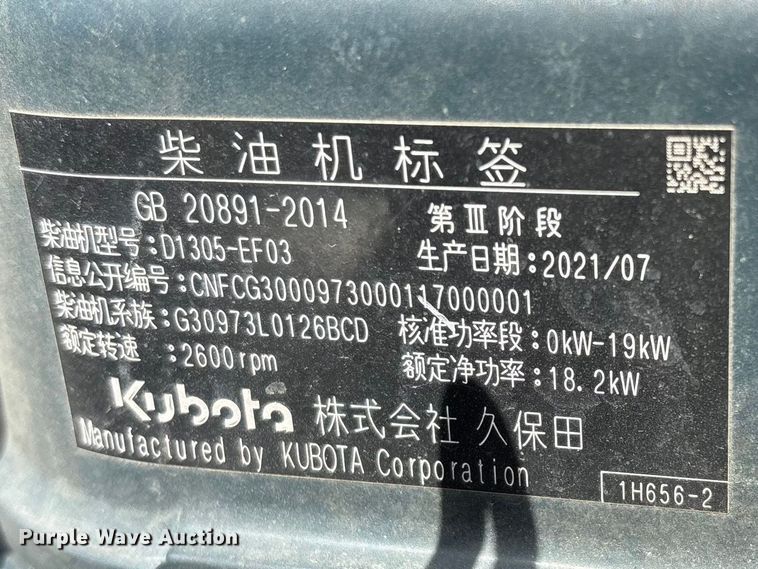 柴油机标签
GB 20891-2014 第Ⅲ阶段
柴油机型号:D1305-EF03 生产日期:2021/07
信息公开编号:CNFCG3000973000117000001
柴油机系族:G30973L0126BCD 核准功率段:0kW-19kW
额定转速:2600rpm 额定净功率:18.2kW
Kubota 株式会社 久保田
Manufactured by KUBOTA Corporation
1H656-2
Purple Wave Auction